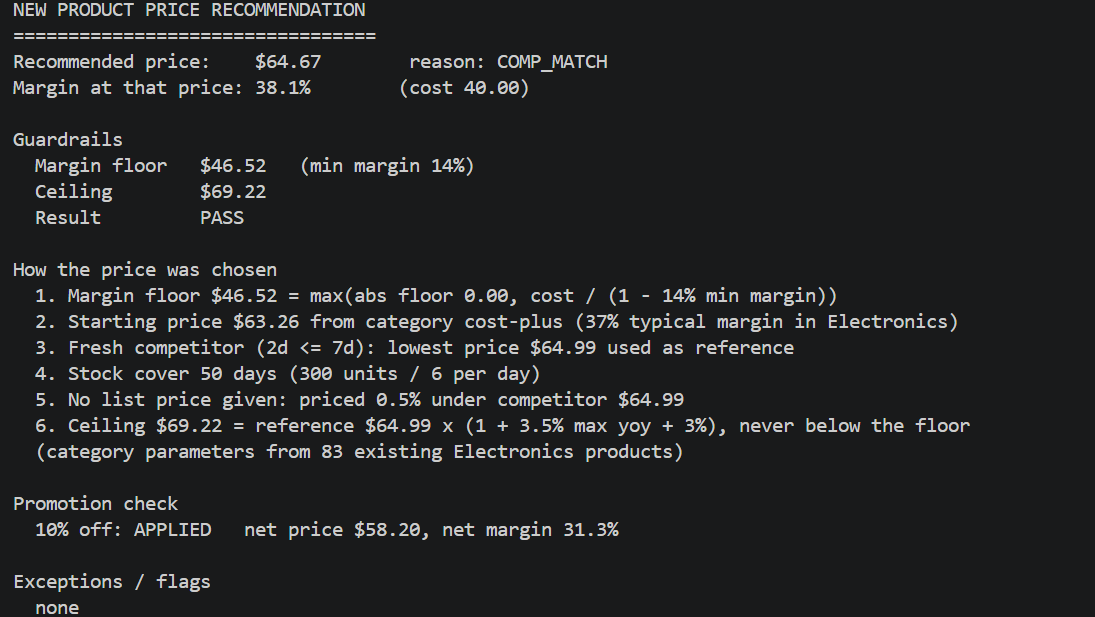 NEW PRODUCT PRICE RECOMMENDATION
=================================
Recommended price:    $64.67        reason: COMP_MATCH
Margin at that price: 38.1%        (cost 40.00)

Guardrails
  Margin floor   $46.52   (min margin 14%)
  Ceiling        $69.22
  Result         PASS

How the price was chosen
  1. Margin floor $46.52 = max(abs floor 0.00, cost / (1 - 14% min margin))
  2. Starting price $63.26 from category cost-plus (37% typical margin in Electronics)
  3. Fresh competitor (2d <= 7d): lowest price $64.99 used as reference
  4. Stock cover 50 days (300 units / 6 per day)
  5. No list price given: priced 0.5% under competitor $64.99
  6. Ceiling $69.22 = reference $64.99 x (1 + 3.5% max yoy + 3%), never below the floor
  (category parameters from 83 existing Electronics products)

Promotion check
  10% off: APPLIED   net price $58.20, net margin 31.3%

Exceptions / flags
  none